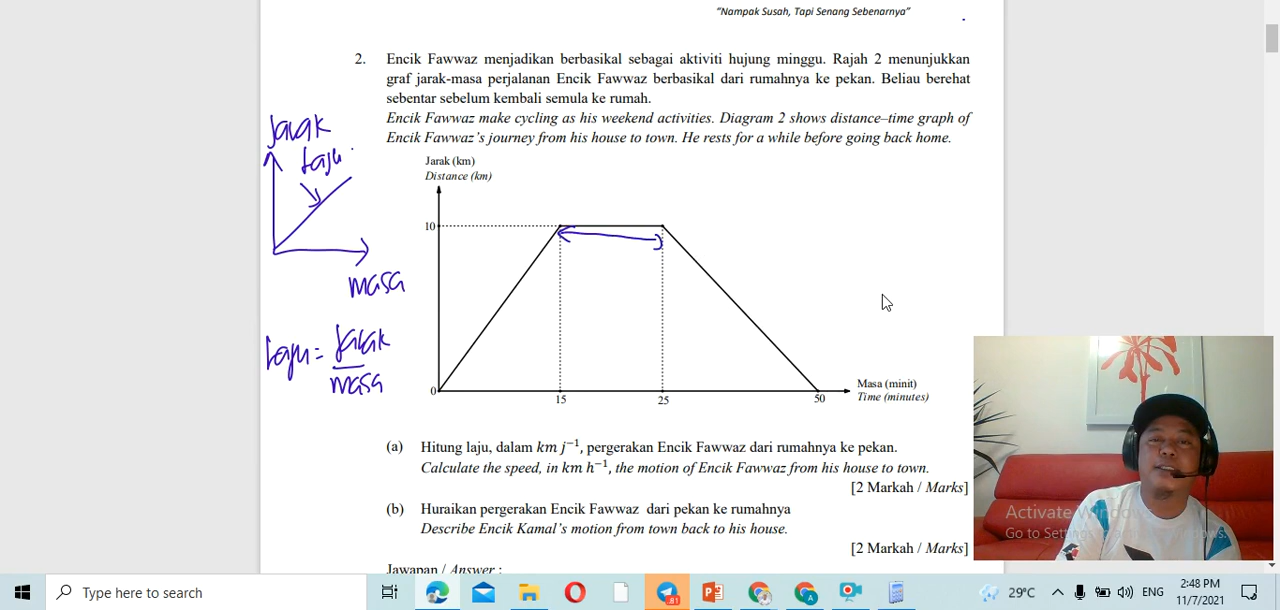 "Nampak Susah, Tapi Senang Sebenarnya"
2. Encik Fawwaz menjadikan berbasikal sebagai aktiviti hujung minggu. Rajah 2 menunjukkan
graf jarak-masa perjalanan Encik Fawwaz berbasikal dari rumahnya ke pekan. Beliau berehat
sebentar sebelum kembali semula ke rumah.
Encik Fawwaz make cycling as his weekend activities. Diagram 2 shows distance–time graph of
Encik Fawwaz's journey from his house to town. He rests for a while before going back home.
Jarak
laju
masa
laju = Jarak
masa
Jarak (km)
Distance (km)
10
0
15
25
50
Masa (minit)
Time (minutes)
(a) Hitung laju, dalam km j⁻¹, pergerakan Encik Fawwaz dari rumahnya ke pekan.
Calculate the speed, in km h⁻¹, the motion of Encik Fawwaz from his house to town.
[2 Markah / Marks]
(b) Huraikan pergerakan Encik Fawwaz dari pekan ke rumahnya
Describe Encik Kamal's motion from town back to his house.
[2 Markah / Marks]
Jawapan / Answer :
Activate Windows
Go to Settings
Type here to search
81
29°C
ENG
2:48 PM
11/7/2021